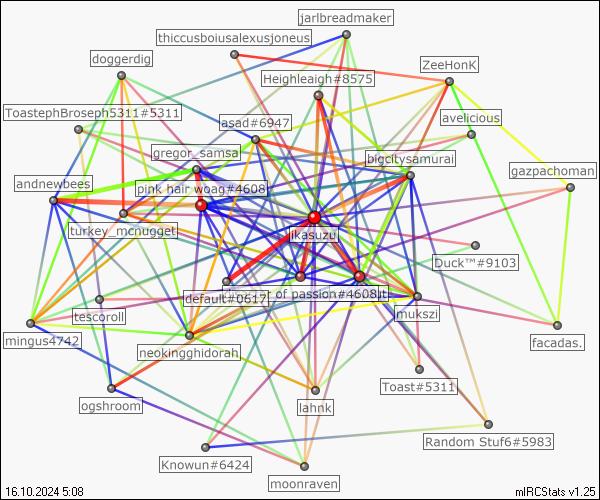 jarlbreadmaker
thiccusboiusalexusjoneus
doggerdig
ZeeHonK
Heighleaigh#8575
ToastephBroseph5311#5311
avelicious
asad#6947
gregor_samsa
bigcitysamurai
gazpachoman
andnewbees
pink hair woag#4608
turkey_mcnugget
ikasuzu
Duck™#9103
default#0617
of passion#4608
tescoroll
mukszi
mingus4742
facadas.
neokingghidorah
Toast#5311
ogshroom
lahnk
Random Stuf6#5983
Knowun#6424
moonraven
16.10.2024 5:08
mIRCStats v1.25